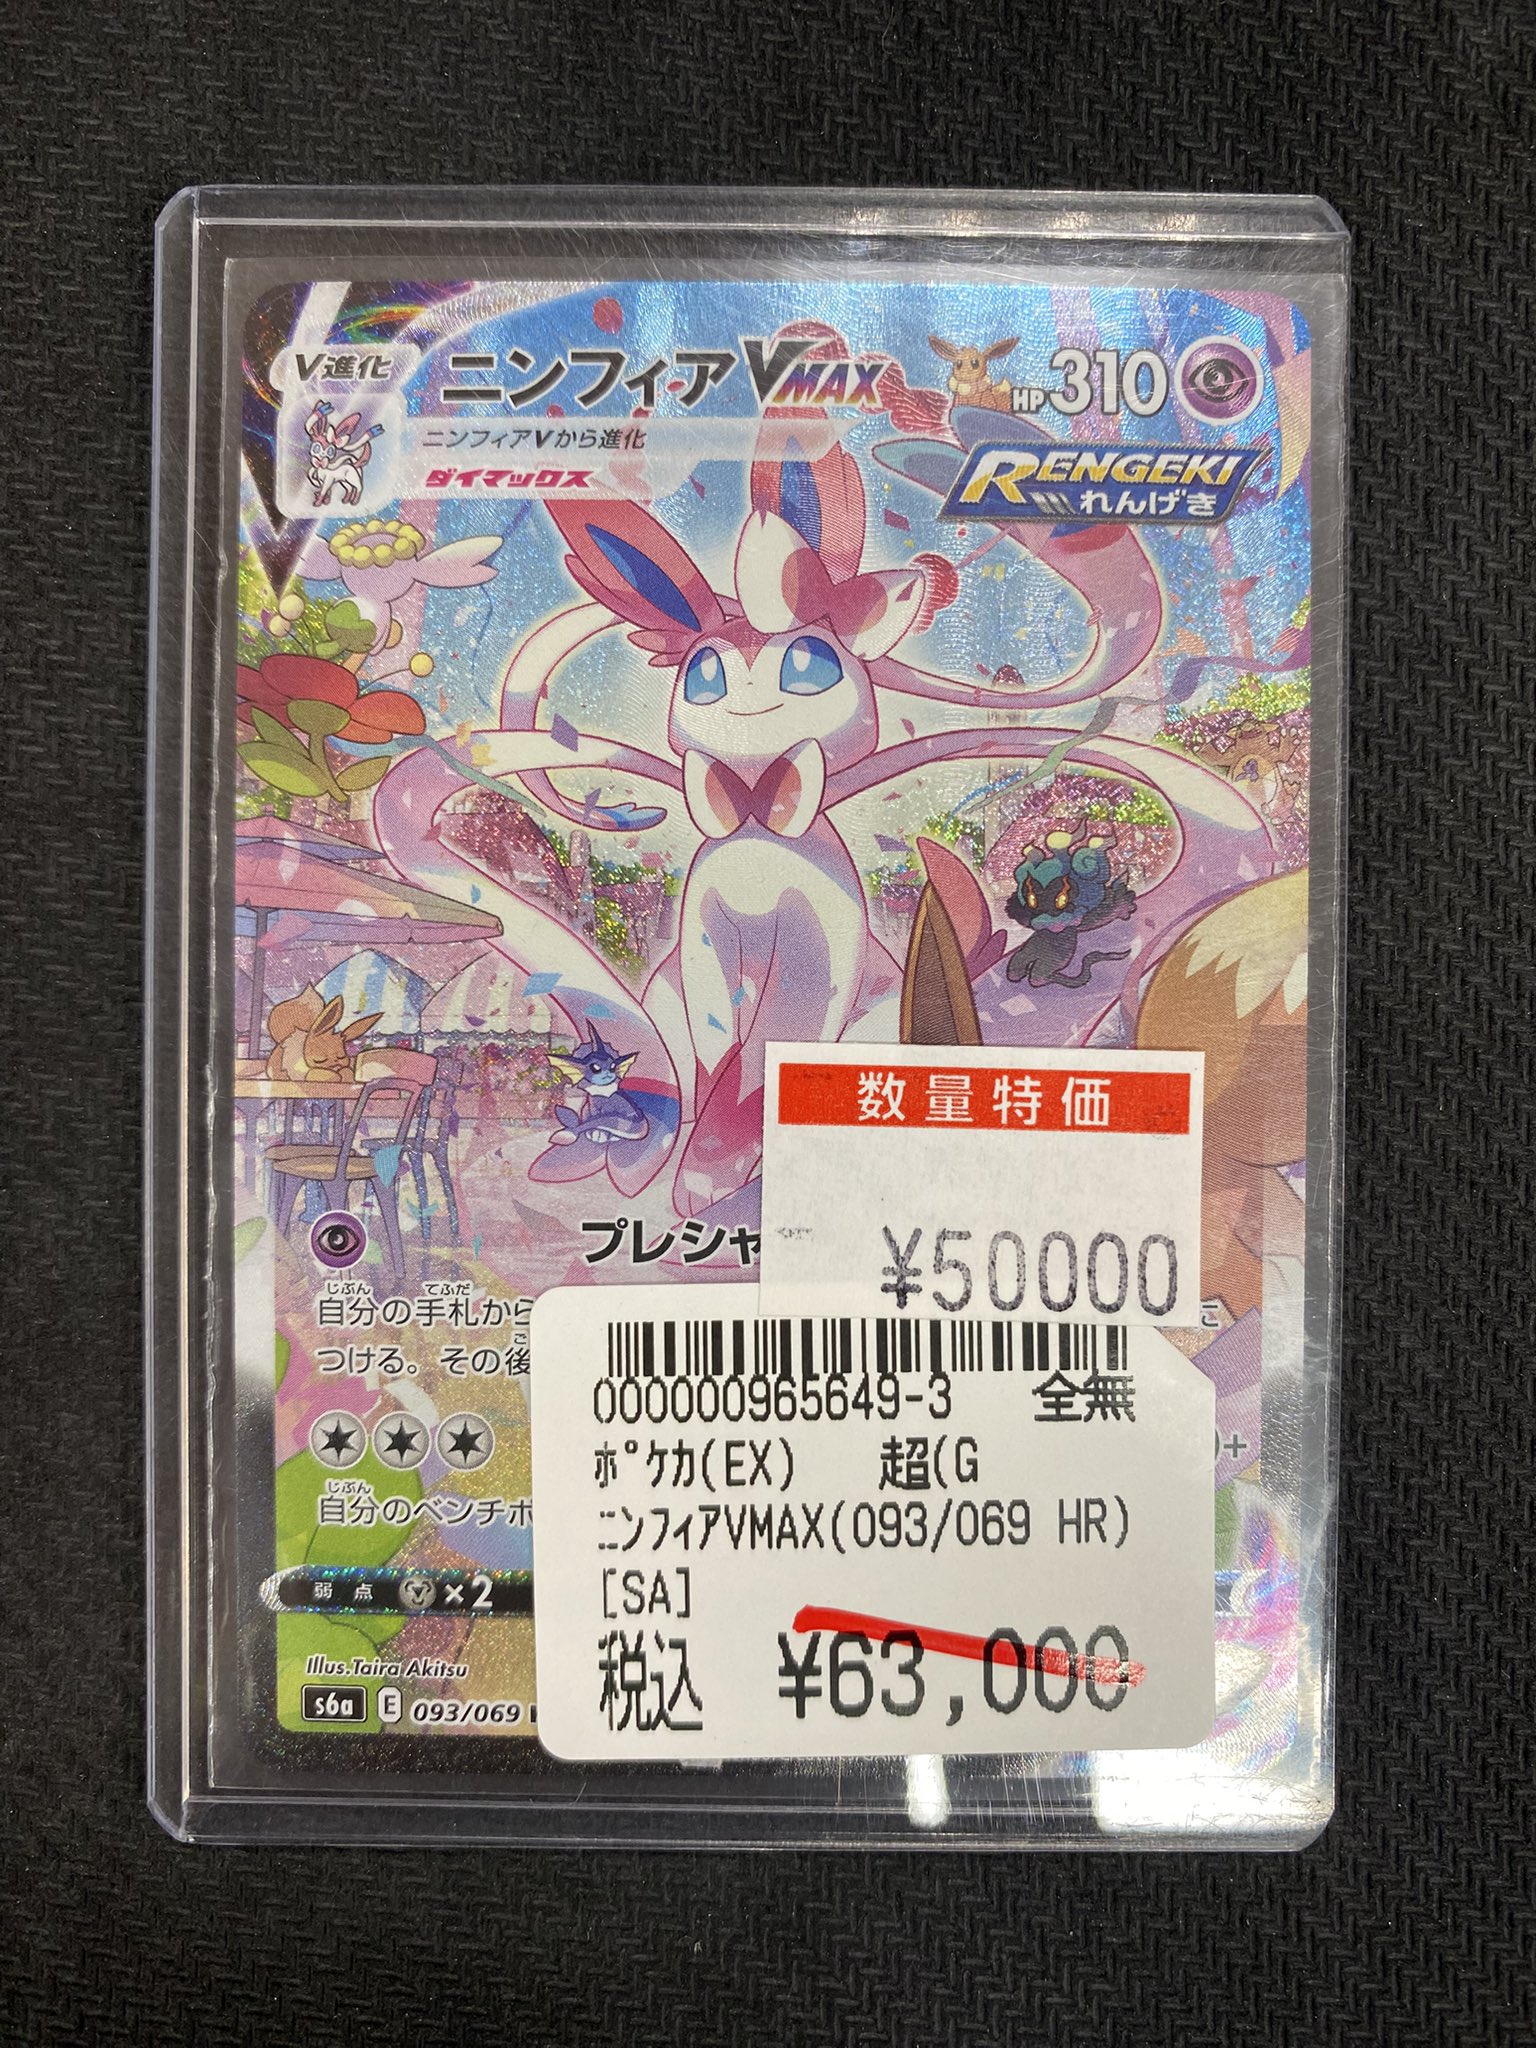 V進化
ニンフィアVMAX
HP310
ニンフィアVから進化
ダイマックス
RENGEKI
れんげき
数量特価
¥50000
プレシャ
じぶん てふだ
自分の手札から
こ
ご
つける。その後
000000965649-3 全無
ﾎﾟｹｶ(EX) 超(G
+
ﾆﾝﾌｨｱVMAX(093/069 HR)
じぶん
自分のベンチポ
[SA]
弱点 ×2
税込 ¥63,000
Illus.Taira Akitsu
s6a E 093/069